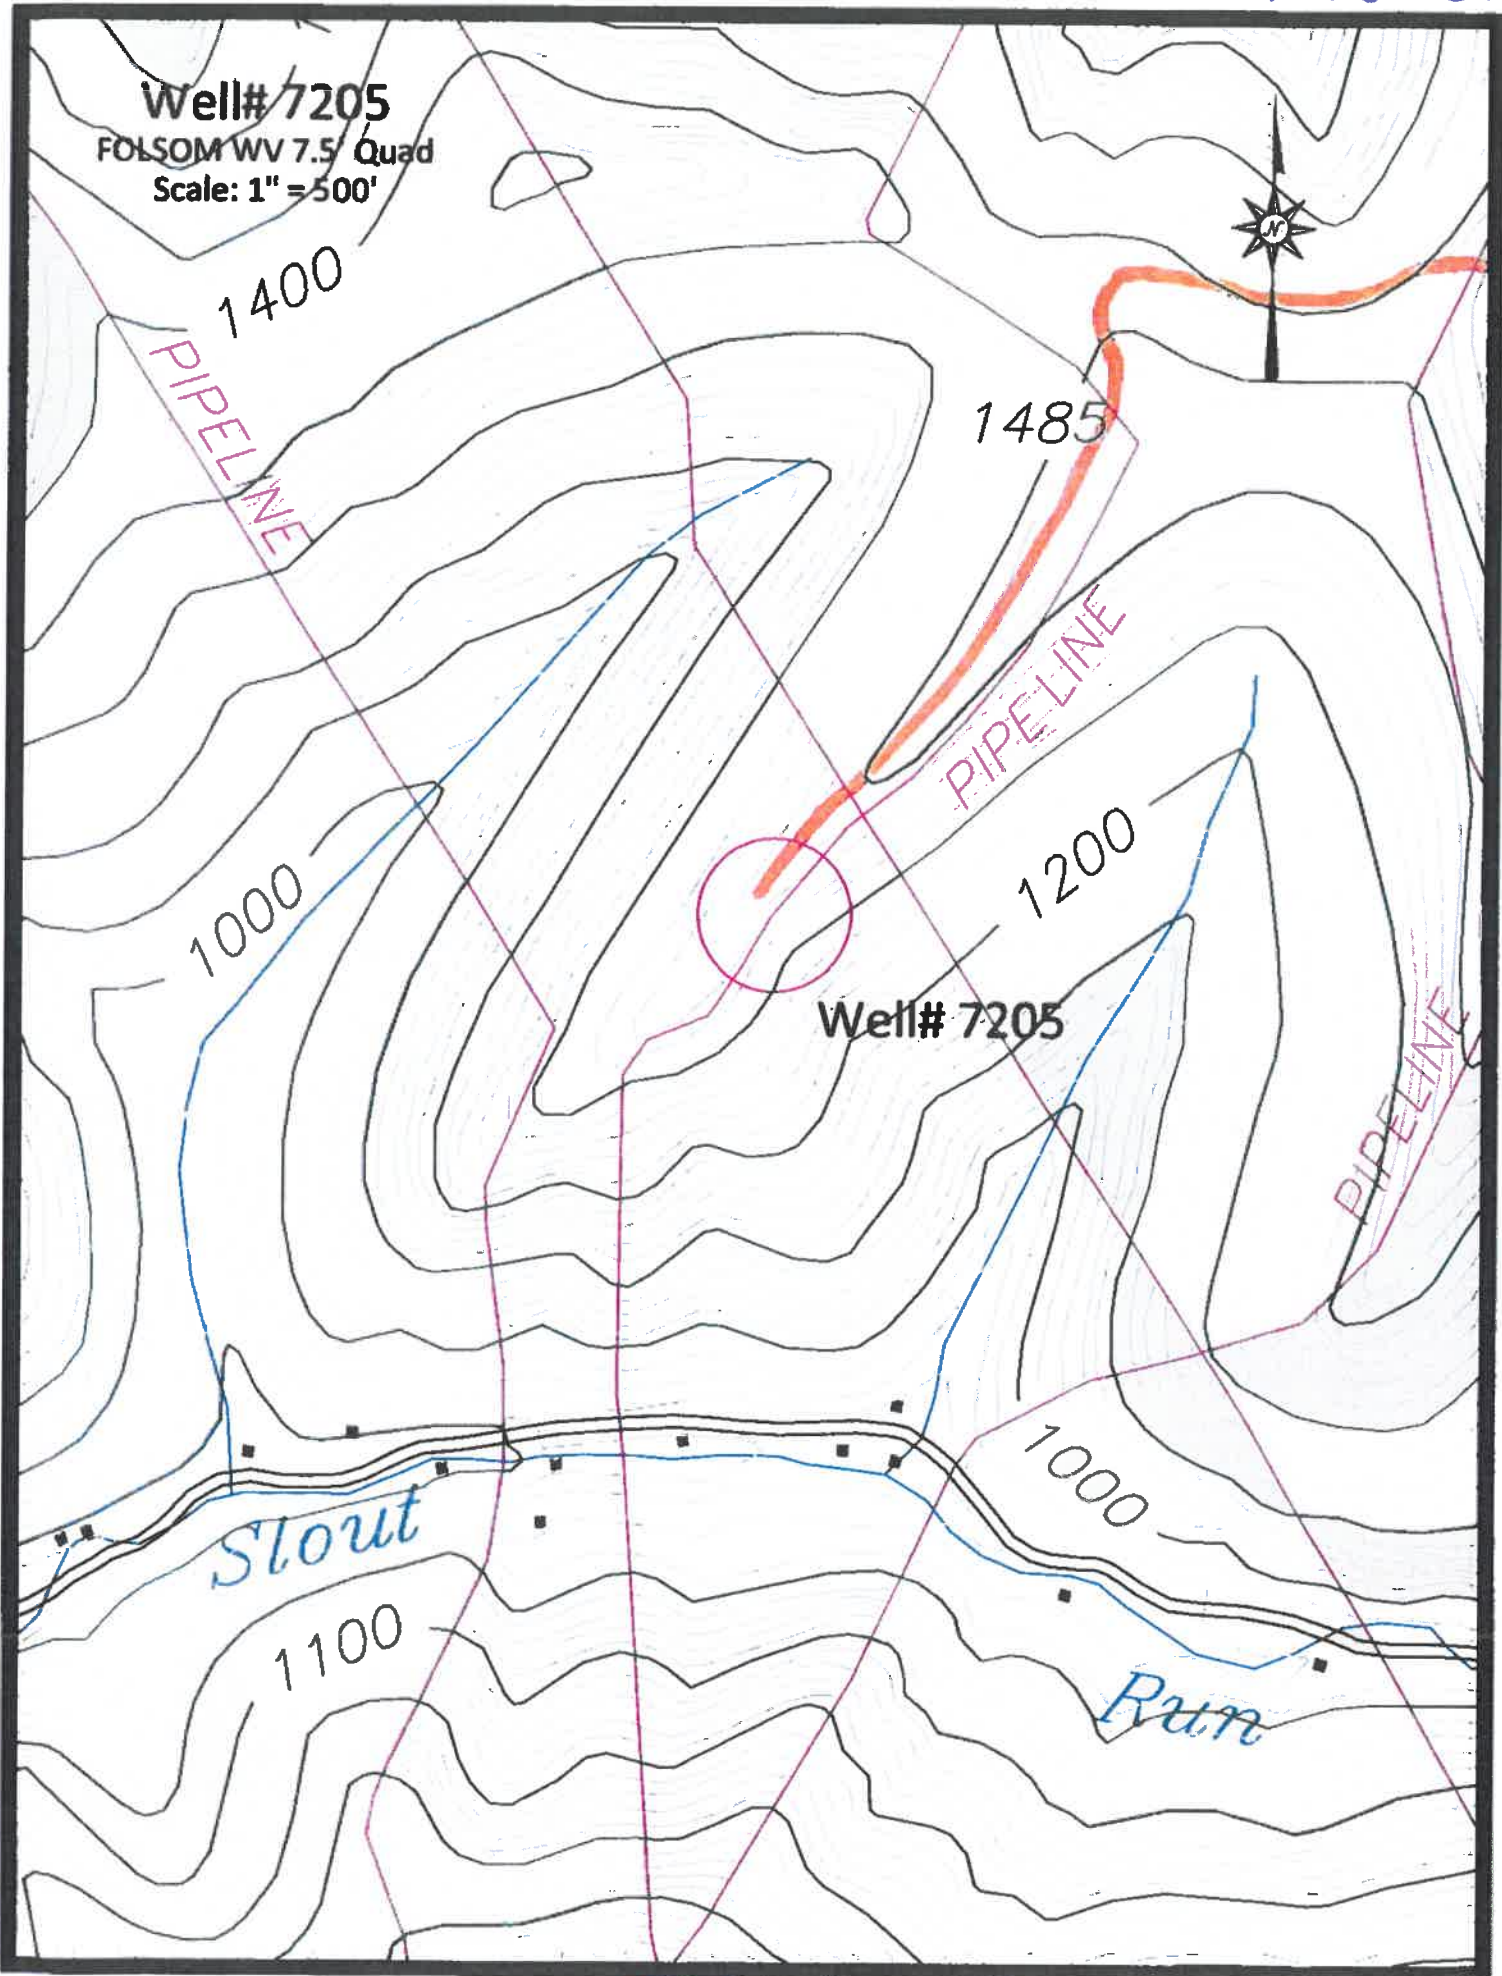 Well# 7205
FOLSOM WV 7.5' Quad
Scale: 1" = 500'
N
1400
PIPELINE
1485
PIPELINE
1200
1000
Well# 7205
PIPELINE
1000
Slout
1100
Run